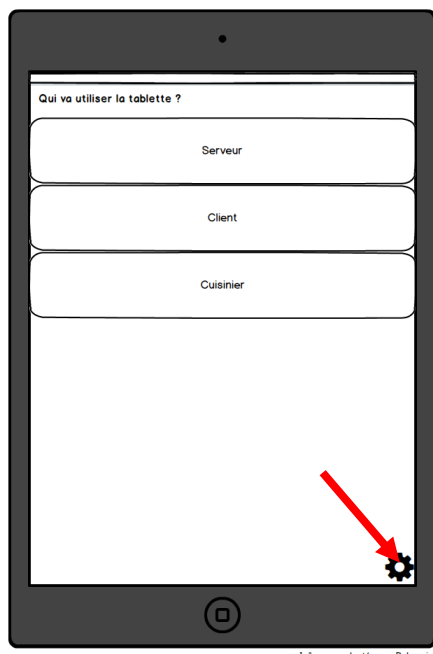 Qui va utiliser la tablette ?
Serveur
Client
Cuisinier